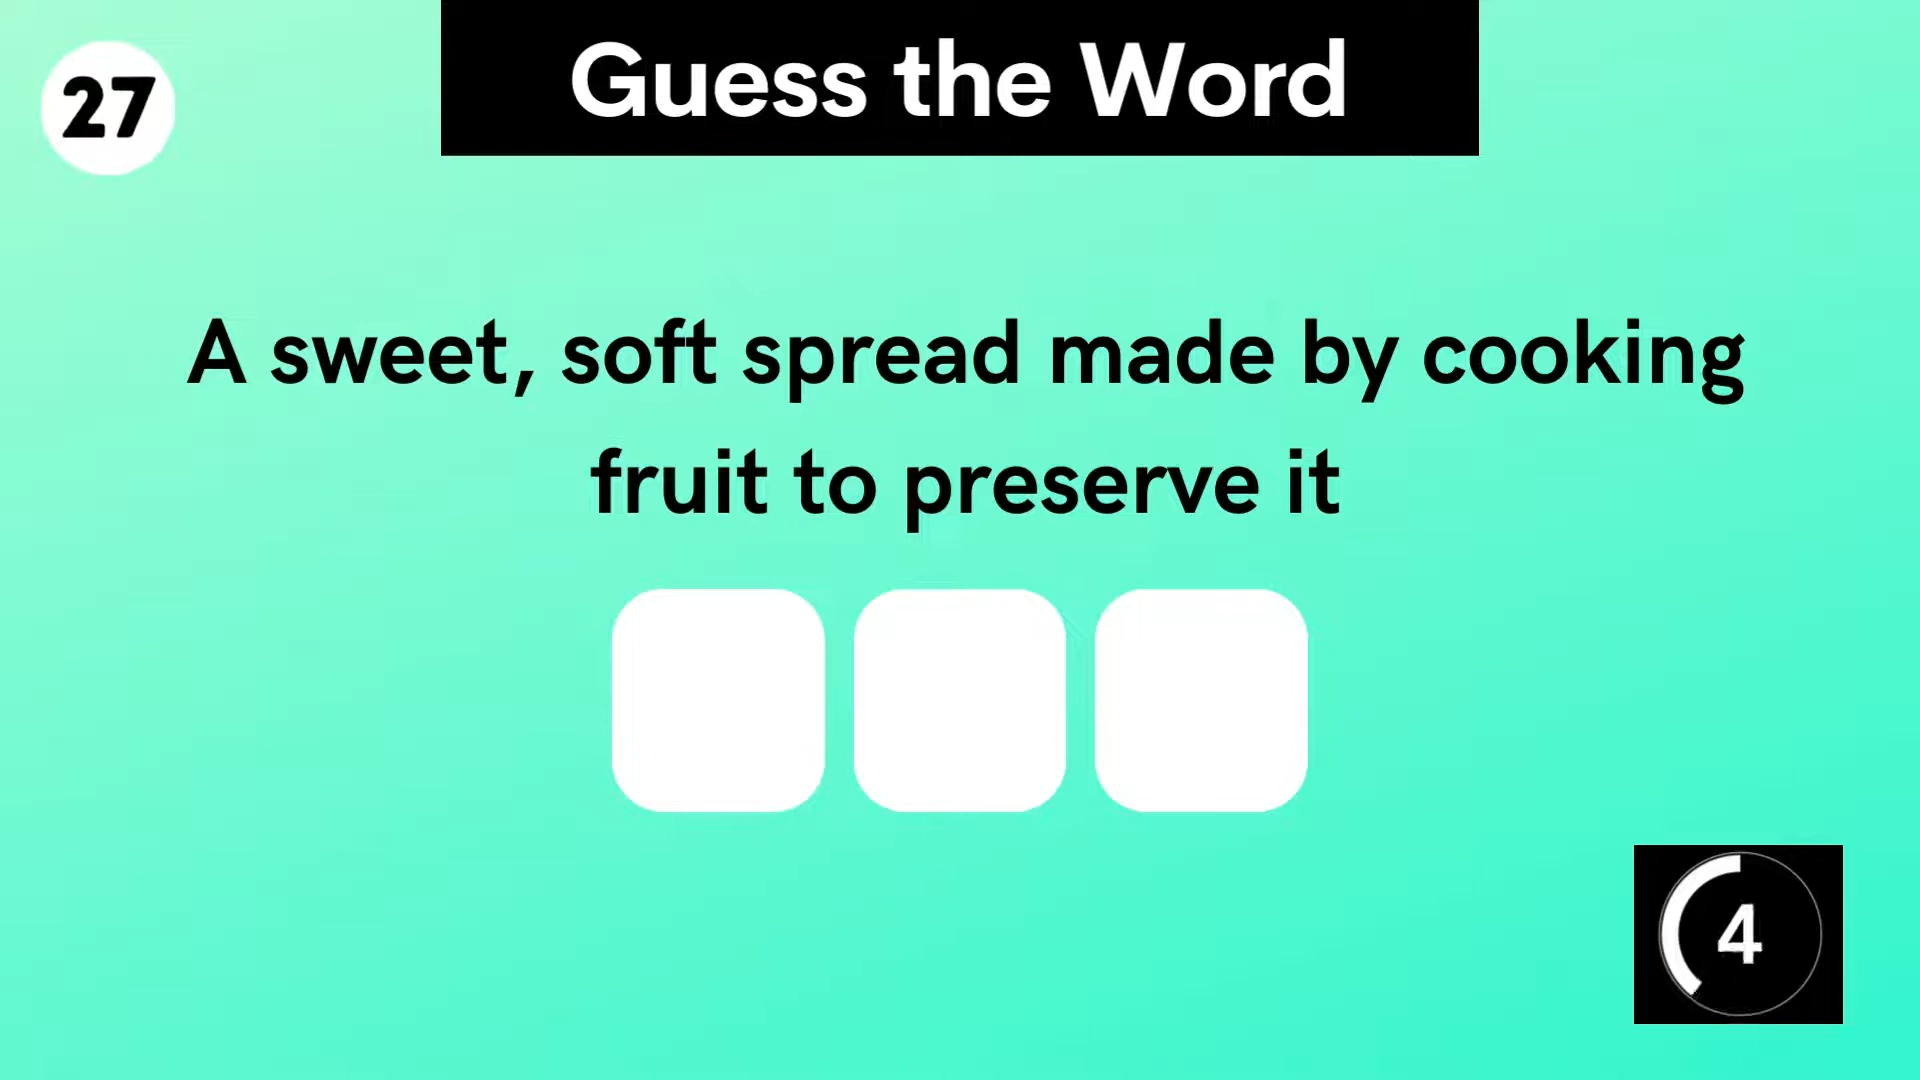 27
Guess the Word
A sweet, soft spread made by cooking
fruit to preserve it
4